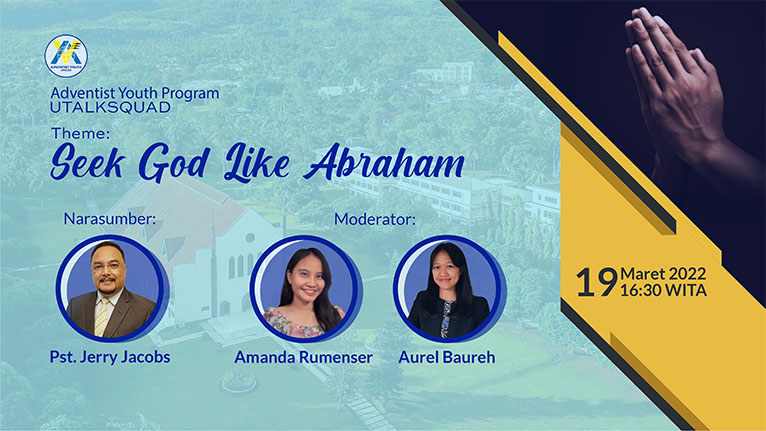 Adventist Youth Program
UTALKSQUAD
Theme:
Seek God Like Abraham
Narasumber:
Moderator:
Pst. Jerry Jacobs
Amanda Rumenser
Aurel Baureh
19 Maret 2022
16:30 WITA